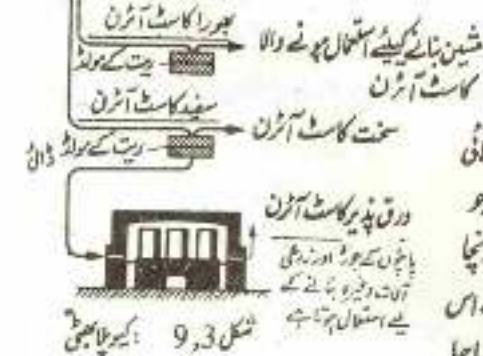 بھورا کاسٹ آئرن
مشین بنانے کیلئے استعمال ہونے والا
کاسٹ آئرن
ریت کے مولڈ
سفید کاسٹ آئرن
سخت کاسٹ آئرن
ریت کے مولڈ
ورق پذیر کاسٹ آئرن
پائپوں کے جوڑ اور زرعی
آلات وغیرہ بنانے کے
لیے استعمال ہوتا ہے
شکل 9,3 : کیوپلا بھٹی